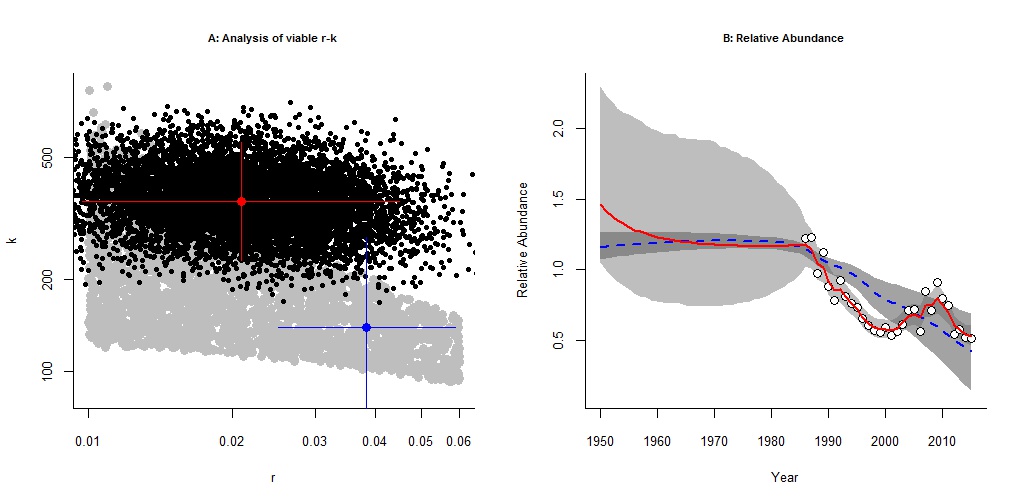 A: Analysis of viable r-k
k
500
200
100
0.01 0.02 0.03 0.04 0.05 0.06
r
B: Relative Abundance
Relative Abundance
2.0
1.5
1.0
0.5
1950 1960 1970 1980 1990 2000 2010
Year